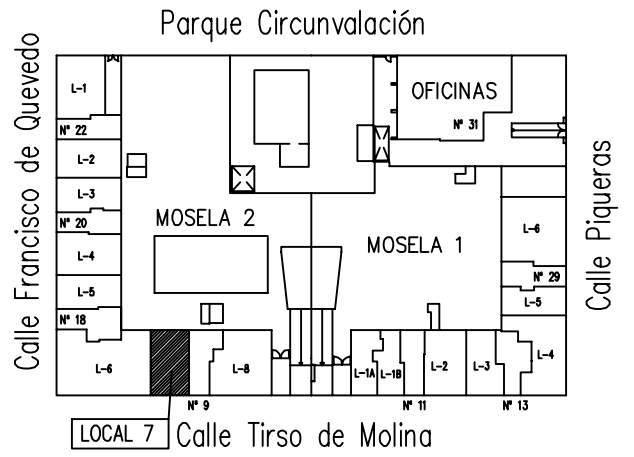 Parque Circunvalación
Calle Francisco de Quevedo
L-1
OFICINAS
Nº 22
Nº 31
L-2
L-3
Nº 20
MOSELA 2
MOSELA 1
L-6
Calle Piqueras
L-4
Nº 29
L-5
L-5
Nº 18
L-6
L-8
L-1A
L-1B
L-2
L-3
L-4
Nº 9
Nº 11
Nº 13
LOCAL 7
Calle Tirso de Molina